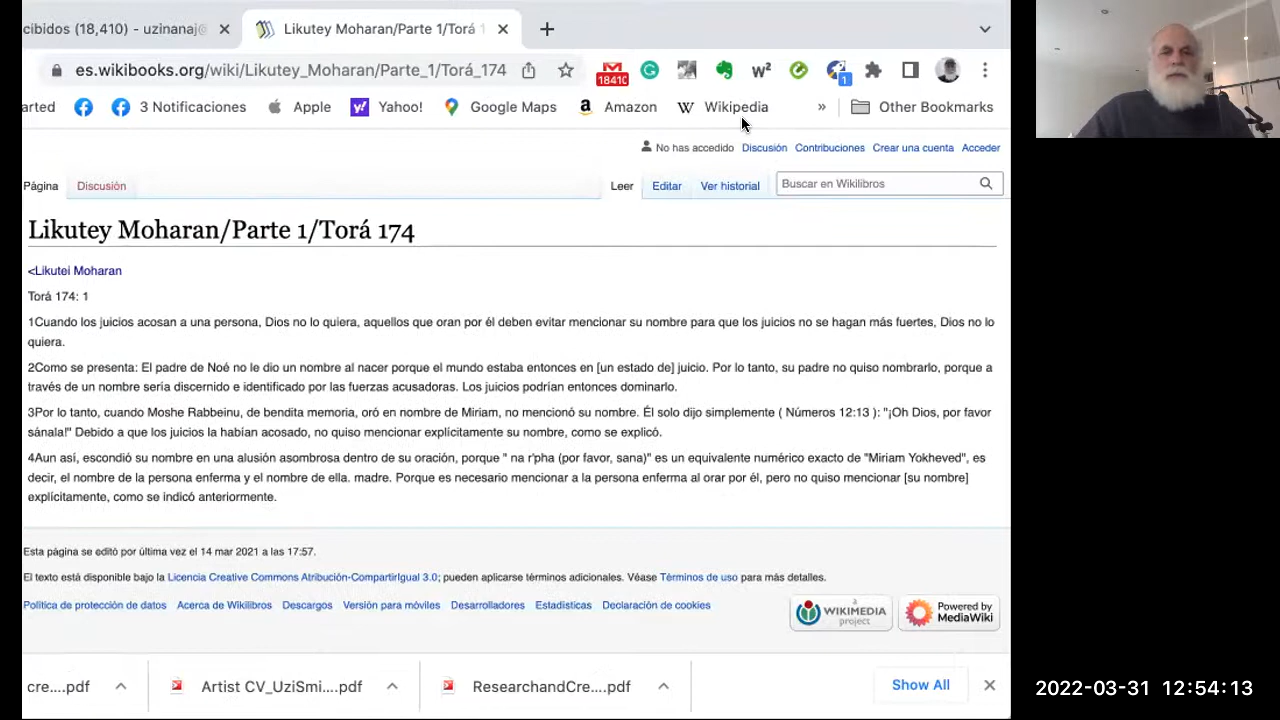 cibidos (18,410) - uzinanaj@
Likutey Moharan/Parte 1/Torá 1
es.wikibooks.org/wiki/Likutey_Moharan/Parte_1/Torá_174
18410
w²
1
arted
3 Notificaciones
Apple
Yahoo!
Google Maps
Amazon
Wikipedia
»
Other Bookmarks
No has accedido Discusión Contribuciones Crear una cuenta Acceder
Página Discusión Leer Editar Ver historial Buscar en Wikilibros
Likutey Moharan/Parte 1/Torá 174
<Likutei Moharan
Torá 174: 1
1Cuando los juicios acosan a una persona, Dios no lo quiera, aquellos que oran por él deben evitar mencionar su nombre para que los juicios no se hagan más fuertes, Dios no lo
quiera.
2Como se presenta: El padre de Noé no le dio un nombre al nacer porque el mundo estaba entonces en [un estado de] juicio. Por lo tanto, su padre no quiso nombrarlo, porque a
través de un nombre sería discernido e identificado por las fuerzas acusadoras. Los juicios podrían entonces dominarlo.
3Por lo tanto, cuando Moshe Rabbeinu, de bendita memoria, oró en nombre de Miriam, no mencionó su nombre. Él solo dijo simplemente ( Números 12:13 ): "¡Oh Dios, por favor
sánala!" Debido a que los juicios la habían acosado, no quiso mencionar explícitamente su nombre, como se explicó.
4Aun así, escondió su nombre en una alusión asombrosa dentro de su oración, porque " na r'pha (por favor, sana)" es un equivalente numérico exacto de "Miriam Yokheved", es
decir, el nombre de la persona enferma y el nombre de ella. madre. Porque es necesario mencionar a la persona enferma al orar por él, pero no quiso mencionar [su nombre]
explícitamente, como se indicó anteriormente.
Esta página se editó por última vez el 14 mar 2021 a las 17:57.
El texto está disponible bajo la Licencia Creative Commons Atribución-CompartirIgual 3.0; pueden aplicarse términos adicionales. Véase Términos de uso para más detalles.
Política de protección de datos Acerca de Wikilibros Descargos Versión para móviles Desarrolladores Estadísticas Declaración de cookies
a WIKIMEDIA project
Powered by MediaWiki
cre....pdf
Artist CV_UziSmi....pdf
ResearchandCre....pdf
Show All
2022-03-31 12:54:13